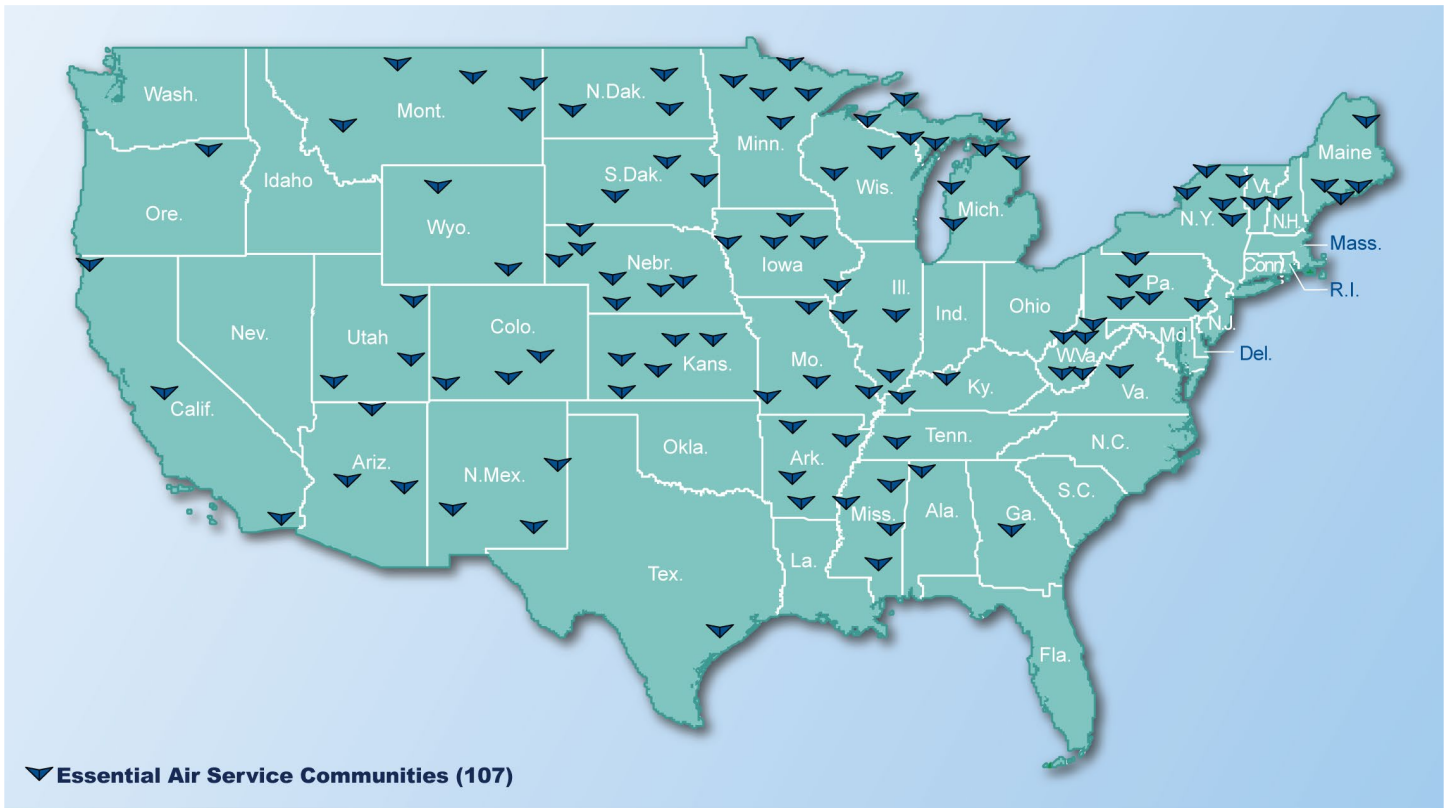 Wash.
Mont.
N.Dak.
Minn.
Maine
Idaho
Ore.
S.Dak.
Wis.
Mich.
Vt.
N.H.
N.Y.
Wyo.
Mass.
Nebr.
Iowa
Conn.
R.I.
Ill.
Ind.
Ohio
Pa.
Nev.
Utah
Colo.
N.J.
Md.
Del.
Kans.
Mo.
W.Va.
Ky.
Va.
Calif.
Ariz.
N.Mex.
Okla.
Ark.
Tenn.
N.C.
S.C.
Miss.
Ala.
Ga.
La.
Tex.
Fla.
Essential Air Service Communities (107)